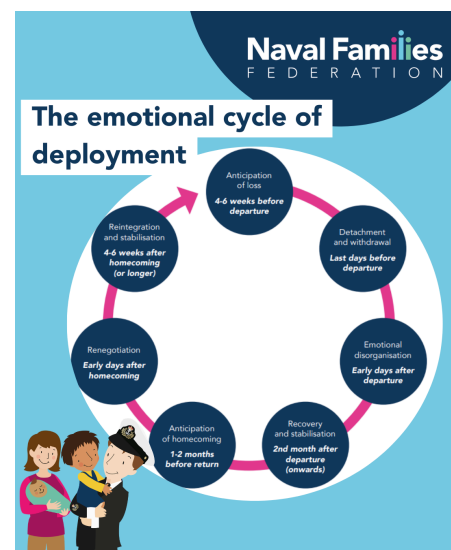 Naval Families
FEDERATION
The emotional cycle of
deployment
Anticipation
of loss
4-6 weeks before
departure
Detachment
and withdrawal
Last days before
departure
Emotional
disorganisation
Early days after
departure
Recovery
and stabilisation
2nd month after
departure
(onwards)
Anticipation
of homecoming
1-2 months
before return
Renegotiation
Early days after
homecoming
Reintegration
and stabilisation
4-6 weeks after
homecoming
(or longer)